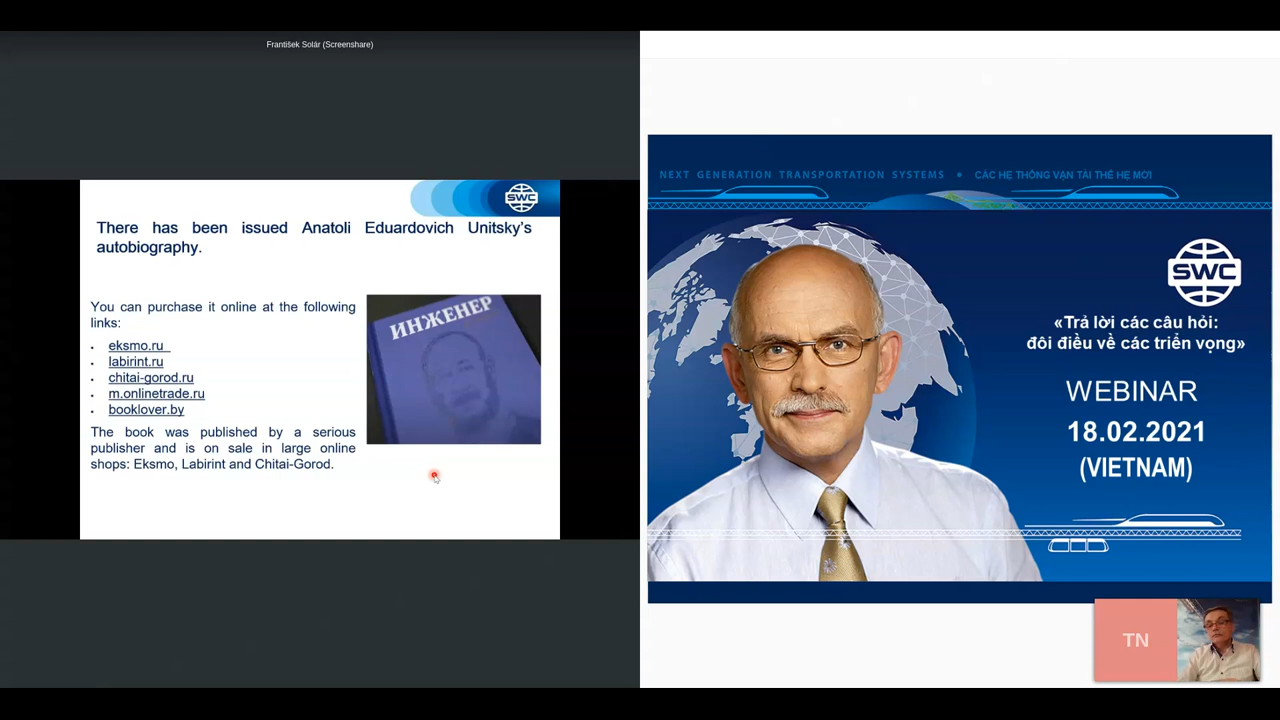 František Solár (Screenshare)
SWC
There has been issued Anatoli Eduardovich Unitsky's
autobiography.
You can purchase it online at the following
links:
• eksmo.ru
• labirint.ru
• chitai-gorod.ru
• m.onlinetrade.ru
• booklover.by
The book was published by a serious
publisher and is on sale in large online
shops: Eksmo, Labirint and Chitai-Gorod.
ИНЖЕНЕР
NEXT GENERATION TRANSPORTATION SYSTEMS • CÁC HỆ THỐNG VẬN TẢI THẾ HỆ MỚI
SWC
«Trả lời các câu hỏi:
đôi điều về các triển vọng»
WEBINAR
18.02.2021
(VIETNAM)
TN